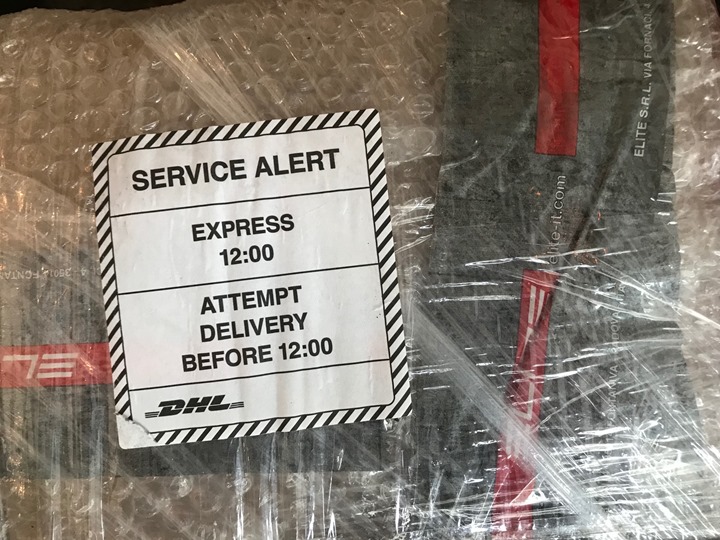 SERVICE ALERT
EXPRESS
12:00
ATTEMPT
DELIVERY
BEFORE 12:00
DHL
ELITE S.R.L. VIA FORNACI
elite-it.com